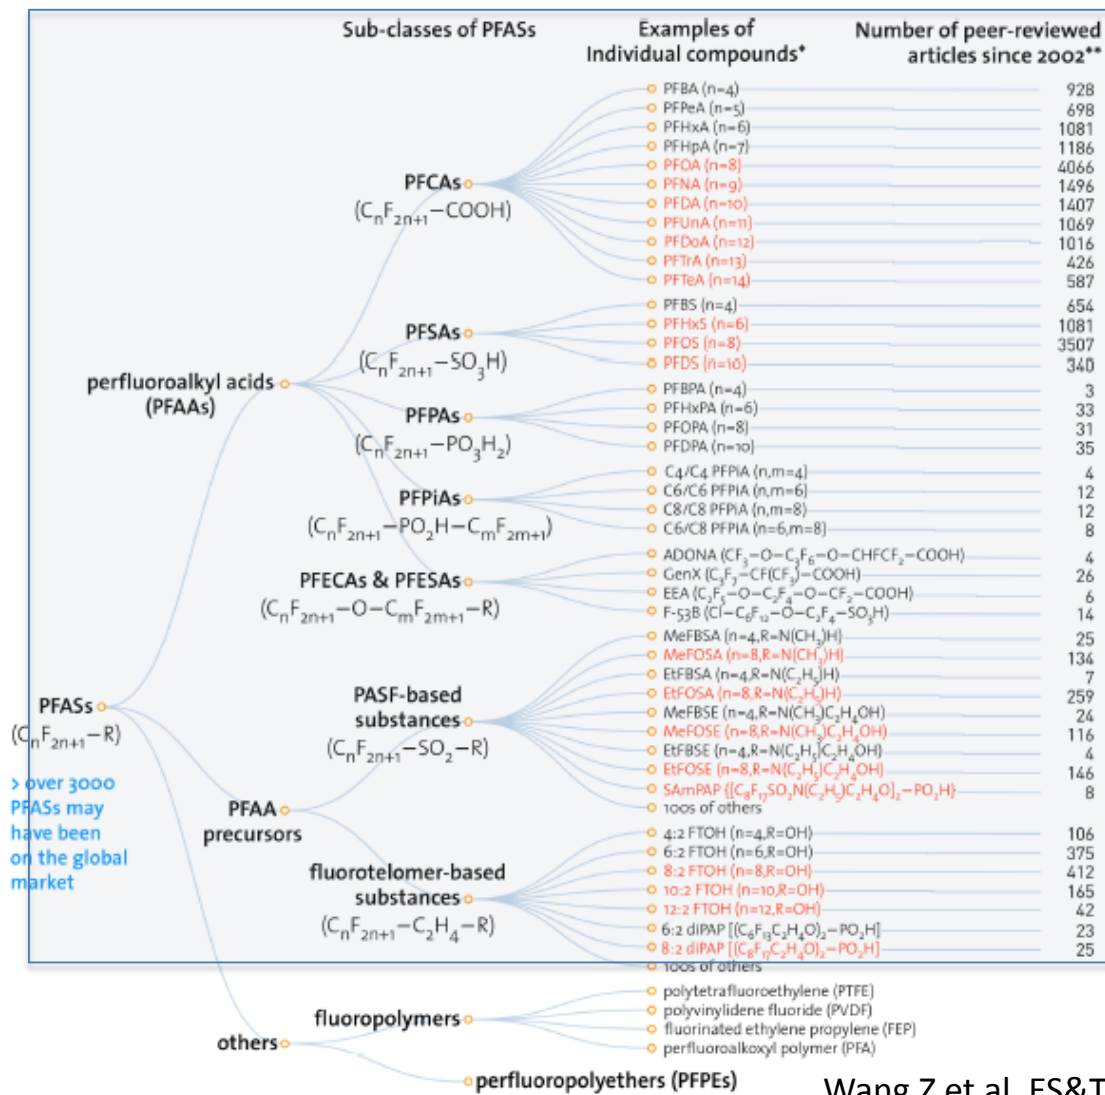 Sub-classes of PFASs
Examples of
Individual compounds*
Number of peer-reviewed
articles since 2002**
PFASs
(CₙF₂ₙ₊₁–R)
> over 3000
PFASs may
have been
on the global
market
perfluoroalkyl acids
(PFAAs)
PFCAs
(CₙF₂ₙ₊₁–COOH)
PFBA (n=4) 928
PFPeA (n=5) 698
PFHxA (n=6) 1081
PFHpA (n=7) 1186
PFOA (n=8) 4066
PFNA (n=9) 1496
PFDA (n=10) 1407
PFUnA (n=11) 1069
PFDoA (n=12) 1016
PFTrA (n=13) 426
PFTeA (n=14) 587
PFSAs
(CₙF₂ₙ₊₁–SO₃H)
PFBS (n=4) 654
PFHxS (n=6) 1081
PFOS (n=8) 3507
PFDS (n=10) 340
PFPAs
(CₙF₂ₙ₊₁–PO₃H₂)
PFBPA (n=4) 3
PFHxPA (n=6) 33
PFOPA (n=8) 31
PFDPA (n=10) 35
PFPiAs
(CₙF₂ₙ₊₁–PO₂H–CₘF₂ₘ₊₁)
C4/C4 PFPiA (n,m=4) 4
C6/C6 PFPiA (n,m=6) 12
C8/C8 PFPiA (n,m=8) 12
C6/C8 PFPiA (n=6,m=8) 8
PFECAs & PFESAs
(CₙF₂ₙ₊₁–O–CₘF₂ₘ₊₁–R)
ADONA (CF₃–O–C₃F₆–O–CHFCF₂–COOH) 4
GenX (C₃F₇–CF(CF₃)–COOH) 26
EEA (C₂F₅–O–C₂F₄–O–CF₂–COOH) 6
F-53B (Cl–C₆F₁₂–O–C₂F₄–SO₃H) 14
PFAA
precursors
PASF-based
substances
(CₙF₂ₙ₊₁–SO₂–R)
MeFBSA (n=4,R=N(CH₃)H) 25
MeFOSA (n=8,R=N(CH₃)H) 134
EtFBSA (n=4,R=N(C₂H₅)H) 7
EtFOSA (n=8,R=N(C₂H₅)H) 259
MeFBSE (n=4,R=N(CH₃)C₂H₄OH) 24
MeFOSE (n=8,R=N(CH₃)C₂H₄OH) 116
EtFBSE (n=4,R=N(C₂H₅)C₂H₄OH) 4
EtFOSE (n=8,R=N(C₂H₅)C₂H₄OH) 146
SAmPAP {[C₈F₁₇SO₂N(C₂H₅)C₂H₄O]₂–PO₂H} 8
100s of others
fluorotelomer-based
substances
(CₙF₂ₙ₊₁–C₂H₄–R)
4:2 FTOH (n=4,R=OH) 106
6:2 FTOH (n=6,R=OH) 375
8:2 FTOH (n=8,R=OH) 412
10:2 FTOH (n=10,R=OH) 165
12:2 FTOH (n=12,R=OH) 42
6:2 diPAP [(C₆F₁₃C₂H₄O)₂–PO₂H] 23
8:2 diPAP [(C₈F₁₇C₂H₄O)₂–PO₂H] 25
100s of others
others
fluoropolymers
polytetrafluoroethylene (PTFE)
polyvinylidene fluoride (PVDF)
fluorinated ethylene propylene (FEP)
perfluoroalkoxyl polymer (PFA)
perfluoropolyethers (PFPEs)
Wang Z et al. ES&T